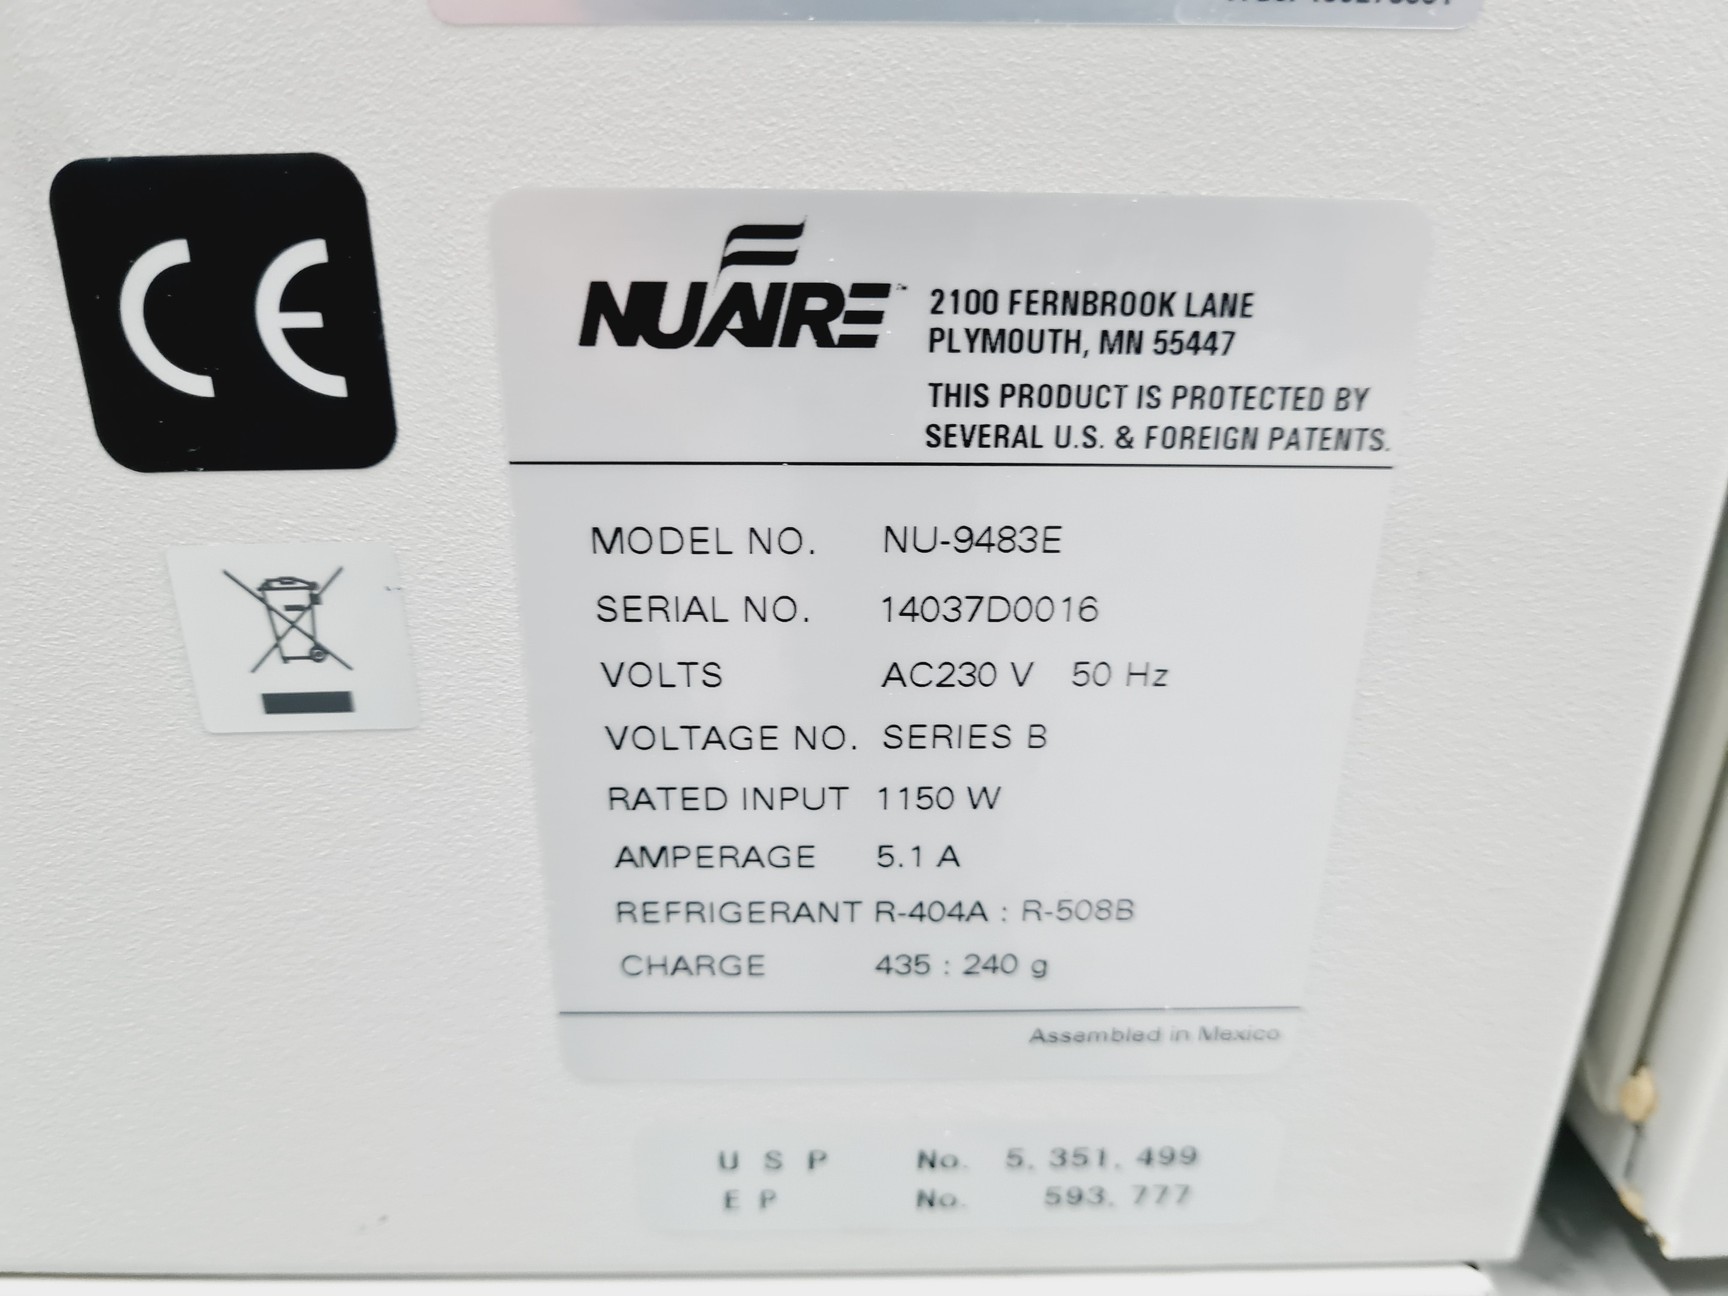 CE
NUAIRE™
2100 FERNBROOK LANE
PLYMOUTH, MN 55447
THIS PRODUCT IS PROTECTED BY
SEVERAL U.S. & FOREIGN PATENTS.
MODEL NO. NU-9483E
SERIAL NO. 14037D0016
VOLTS AC230 V 50 Hz
VOLTAGE NO. SERIES B
RATED INPUT 1150 W
AMPERAGE 5.1 A
REFRIGERANT R-404A : R-508B
CHARGE 435 : 240 g
Assembled in Mexico
U S P No. 5, 351, 499
E P No. 593, 777